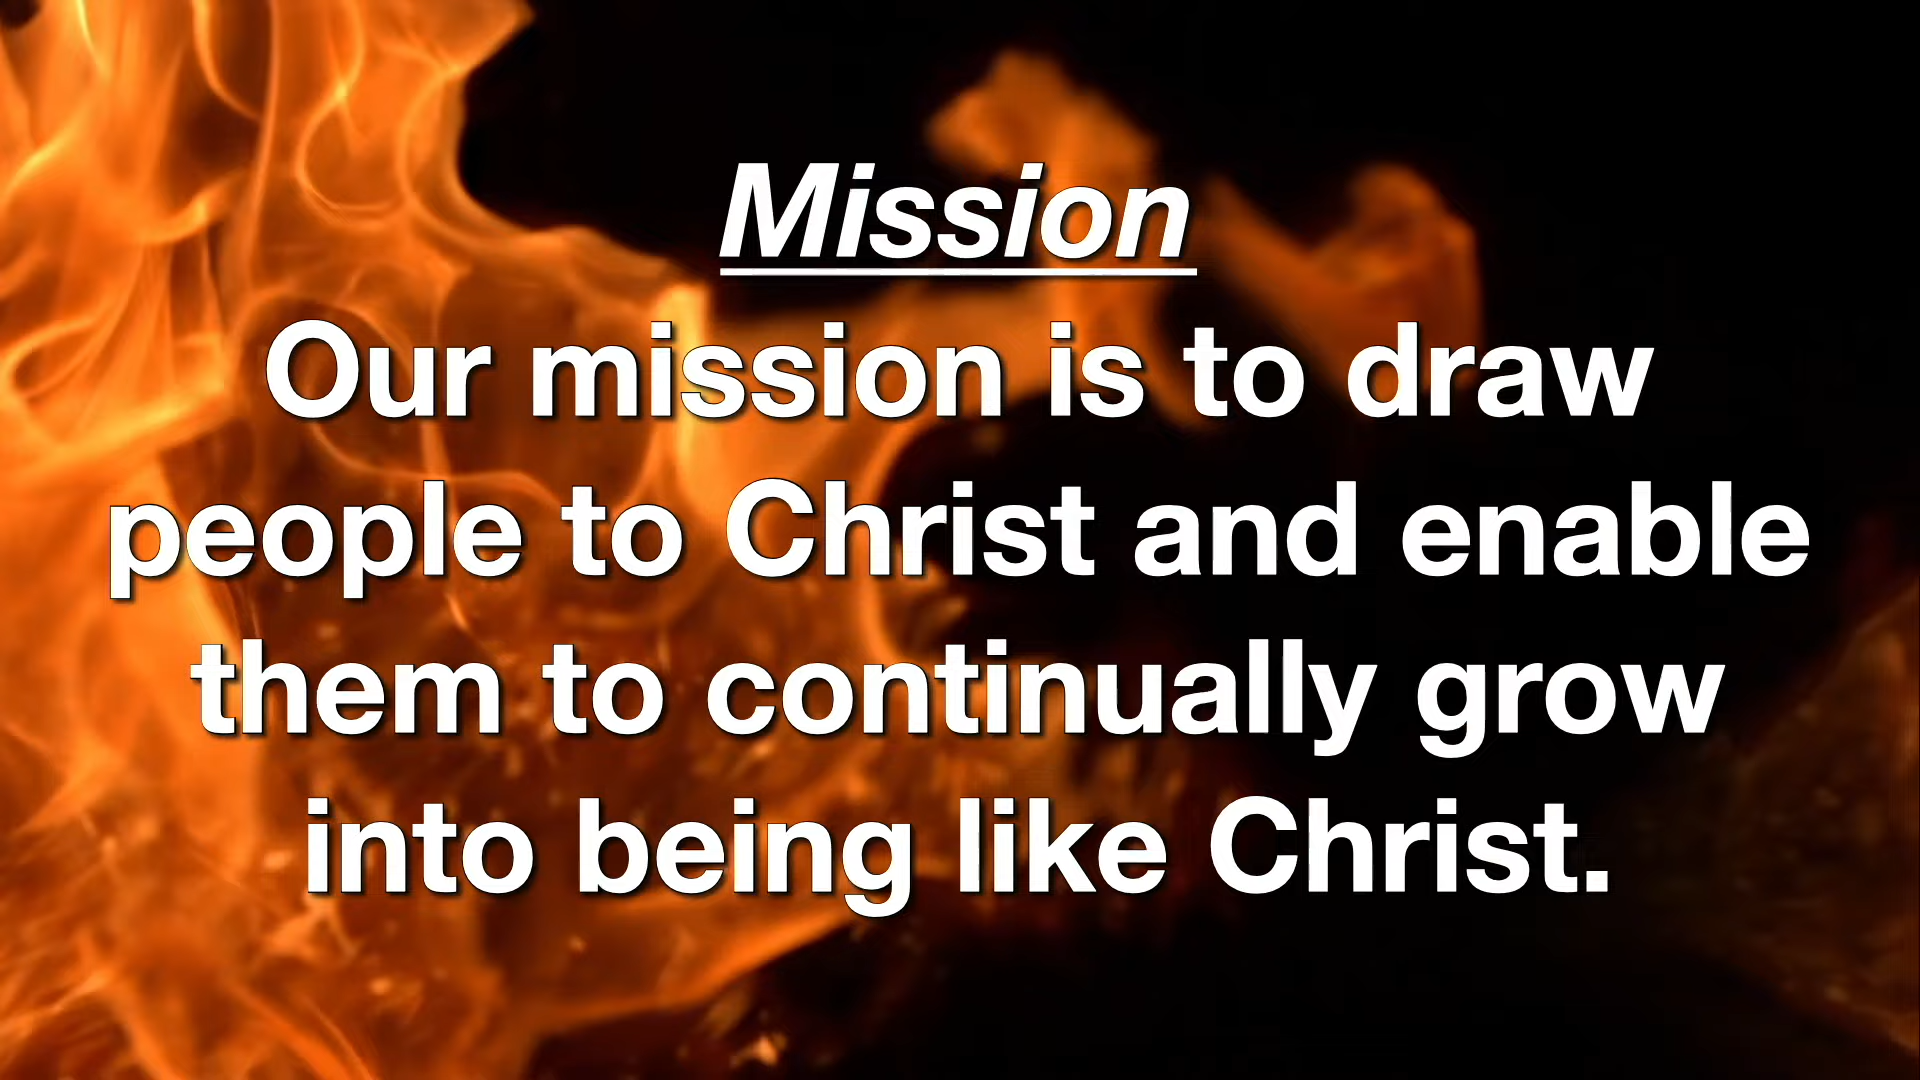 Mission
Our mission is to draw
people to Christ and enable
them to continually grow
into being like Christ.